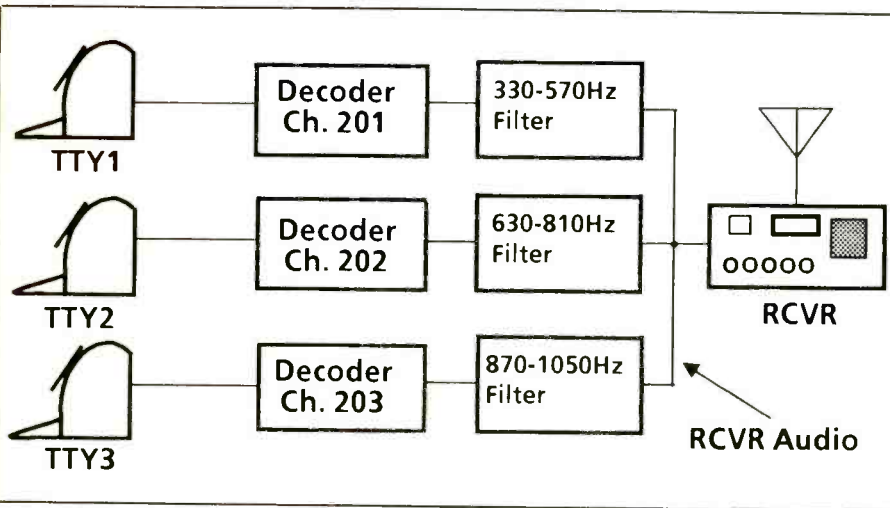 TTY1
Decoder
Ch. 201
330-570Hz
Filter
TTY2
Decoder
Ch. 202
630-810Hz
Filter
RCVR
TTY3
Decoder
Ch. 203
870-1050Hz
Filter
RCVR Audio